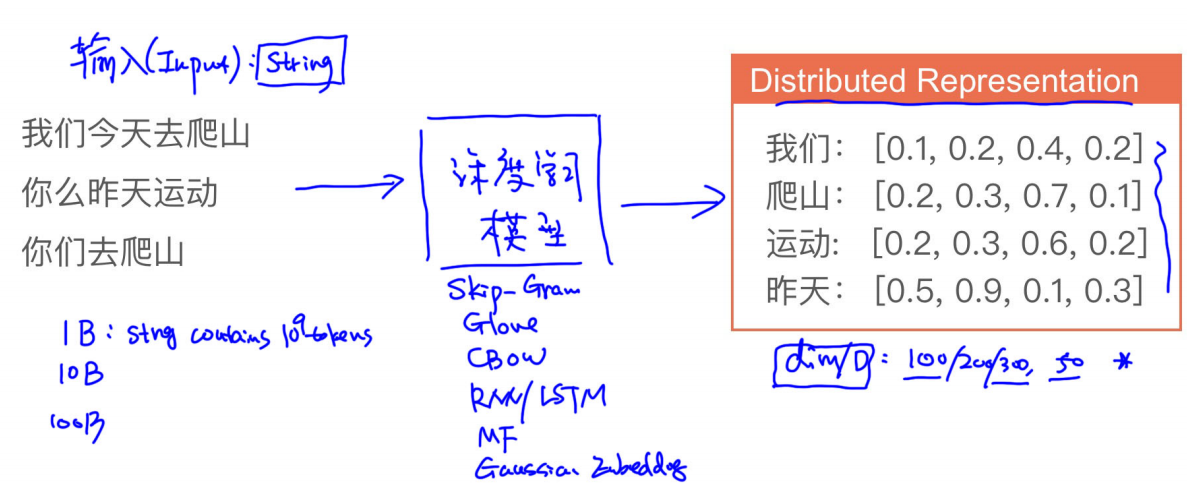 输入(Input): String
我们今天去爬山
你么昨天运动
你们去爬山
1B: string contains 10^9 tokens
10B
100B
深度学习
模型
Skip-Gram
Glove
CBOW
RNN/LSTM
MF
Gaussian Embedding
Distributed Representation
我们: [0.1, 0.2, 0.4, 0.2]
爬山: [0.2, 0.3, 0.7, 0.1]
运动: [0.2, 0.3, 0.6, 0.2]
昨天: [0.5, 0.9, 0.1, 0.3]
dim/D: 100/200/300, 50 *